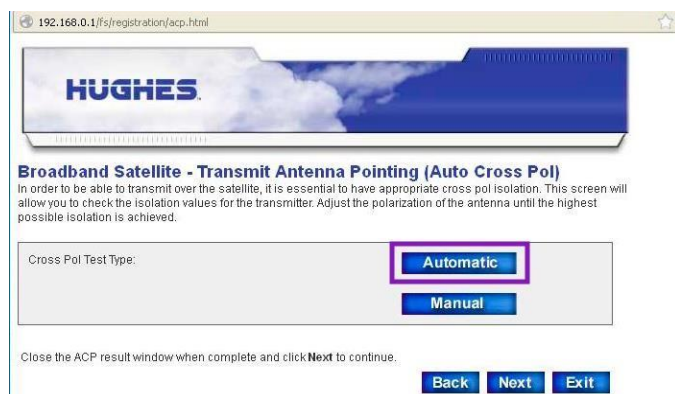 192.168.0.1/fs/registration/acp.html
HUGHES.
Broadband Satellite - Transmit Antenna Pointing (Auto Cross Pol)
In order to be able to transmit over the satellite, it is essential to have appropriate cross pol isolation. This screen will
allow you to check the isolation values for the transmitter. Adjust the polarization of the antenna until the highest
possible isolation is achieved.
Cross Pol Test Type:
Automatic
Manual
Close the ACP result window when complete and click Next to continue.
Back Next Exit